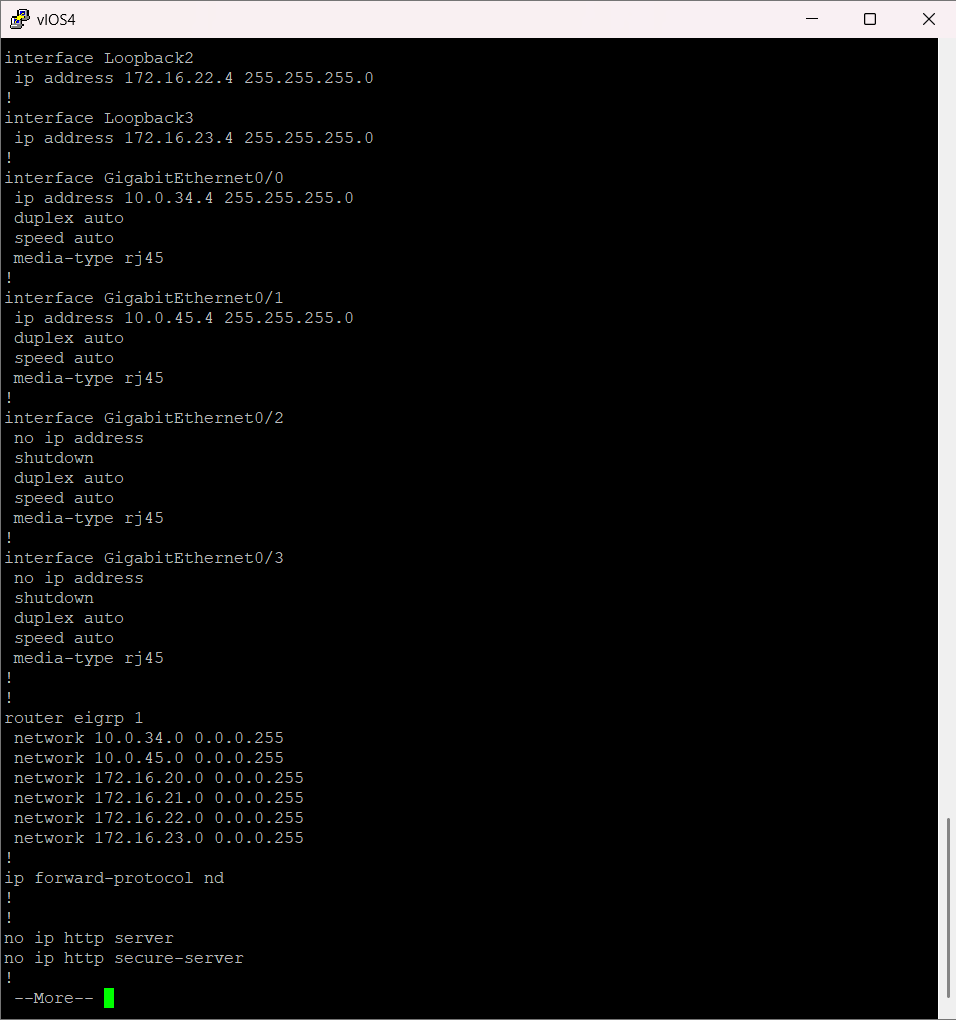 vIOS4
interface Loopback2
 ip address 172.16.22.4 255.255.255.0
!
interface Loopback3
 ip address 172.16.23.4 255.255.255.0
!
interface GigabitEthernet0/0
 ip address 10.0.34.4 255.255.255.0
 duplex auto
 speed auto
 media-type rj45
!
interface GigabitEthernet0/1
 ip address 10.0.45.4 255.255.255.0
 duplex auto
 speed auto
 media-type rj45
!
interface GigabitEthernet0/2
 no ip address
 shutdown
 duplex auto
 speed auto
 media-type rj45
!
interface GigabitEthernet0/3
 no ip address
 shutdown
 duplex auto
 speed auto
 media-type rj45
!
!
router eigrp 1
 network 10.0.34.0 0.0.0.255
 network 10.0.45.0 0.0.0.255
 network 172.16.20.0 0.0.0.255
 network 172.16.21.0 0.0.0.255
 network 172.16.22.0 0.0.0.255
 network 172.16.23.0 0.0.0.255
!
ip forward-protocol nd
!
!
no ip http server
no ip http secure-server
!
 --More--